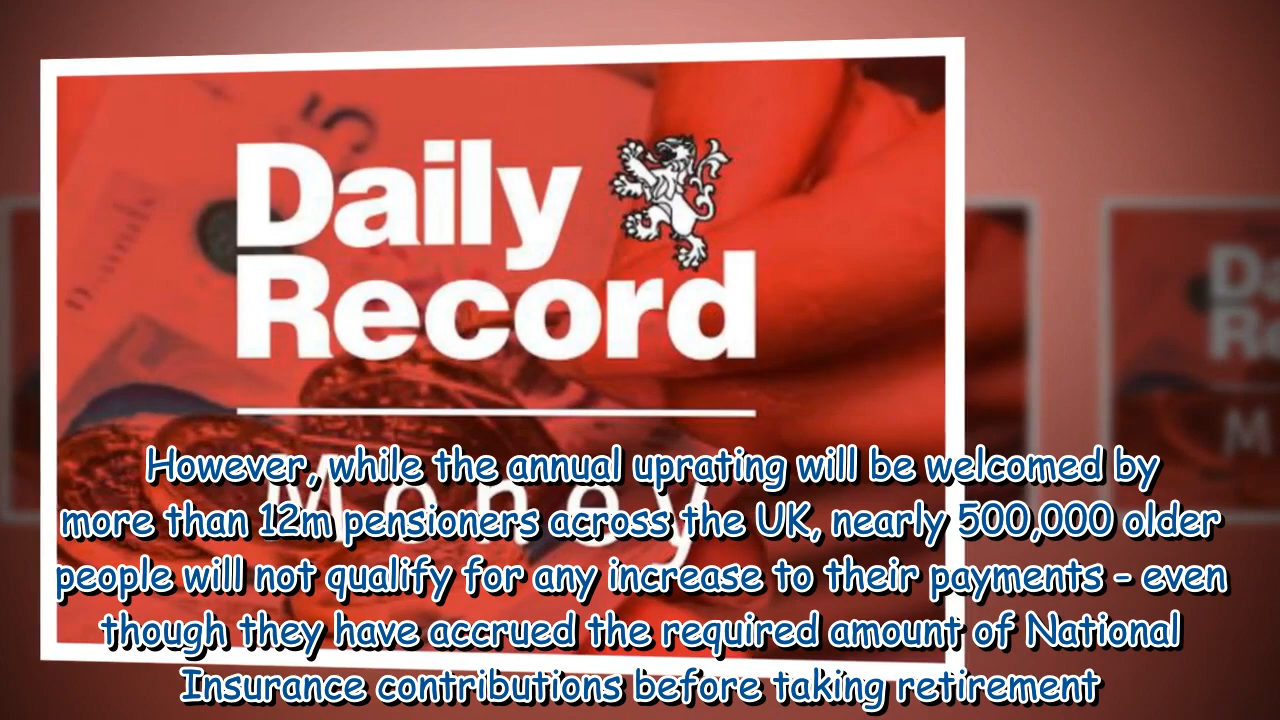 Daily
Record
Money
However, while the annual uprating will be welcomed by
more than 12m pensioners across the UK, nearly 500,000 older
people will not qualify for any increase to their payments – even
though they have accrued the required amount of National
Insurance contributions before taking retirement